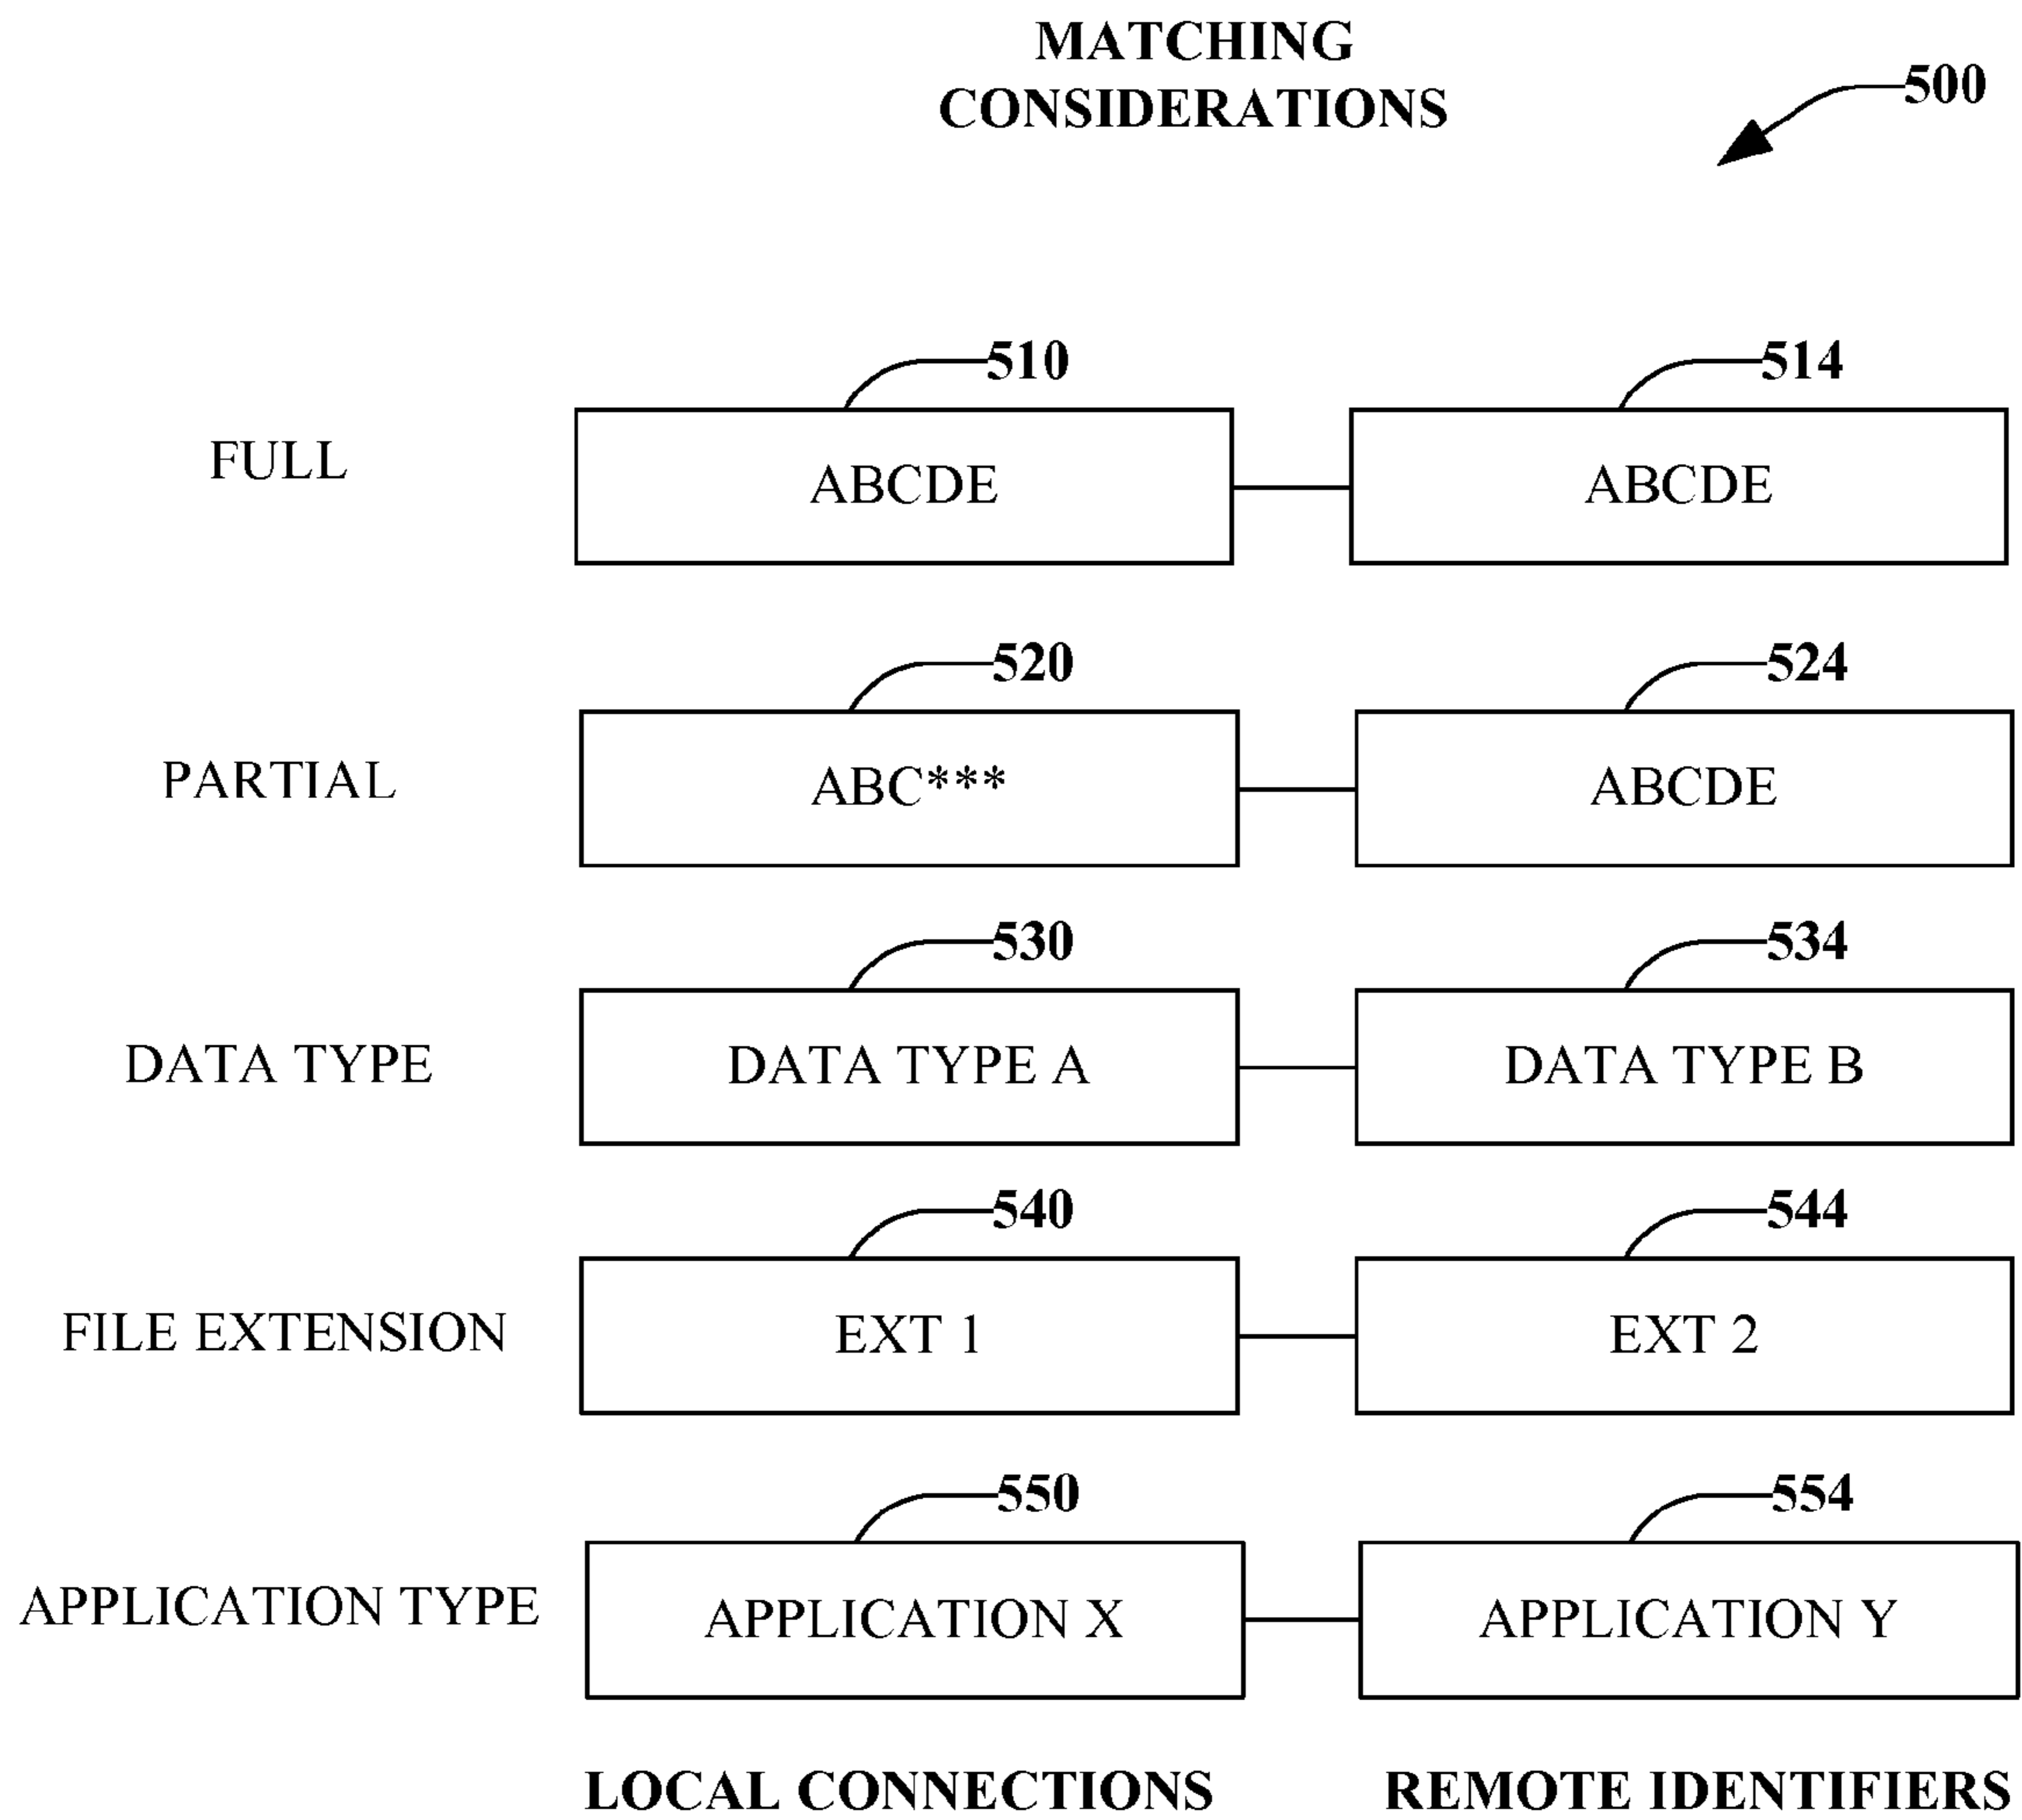 MATCHING
CONSIDERATIONS
500
510
514
FULL
ABCDE
ABCDE
520
524
PARTIAL
ABC***
ABCDE
530
534
DATA TYPE
DATA TYPE A
DATA TYPE B
540
544
FILE EXTENSION
EXT 1
EXT 2
550
554
APPLICATION TYPE
APPLICATION X
APPLICATION Y
LOCAL CONNECTIONS
REMOTE IDENTIFIERS